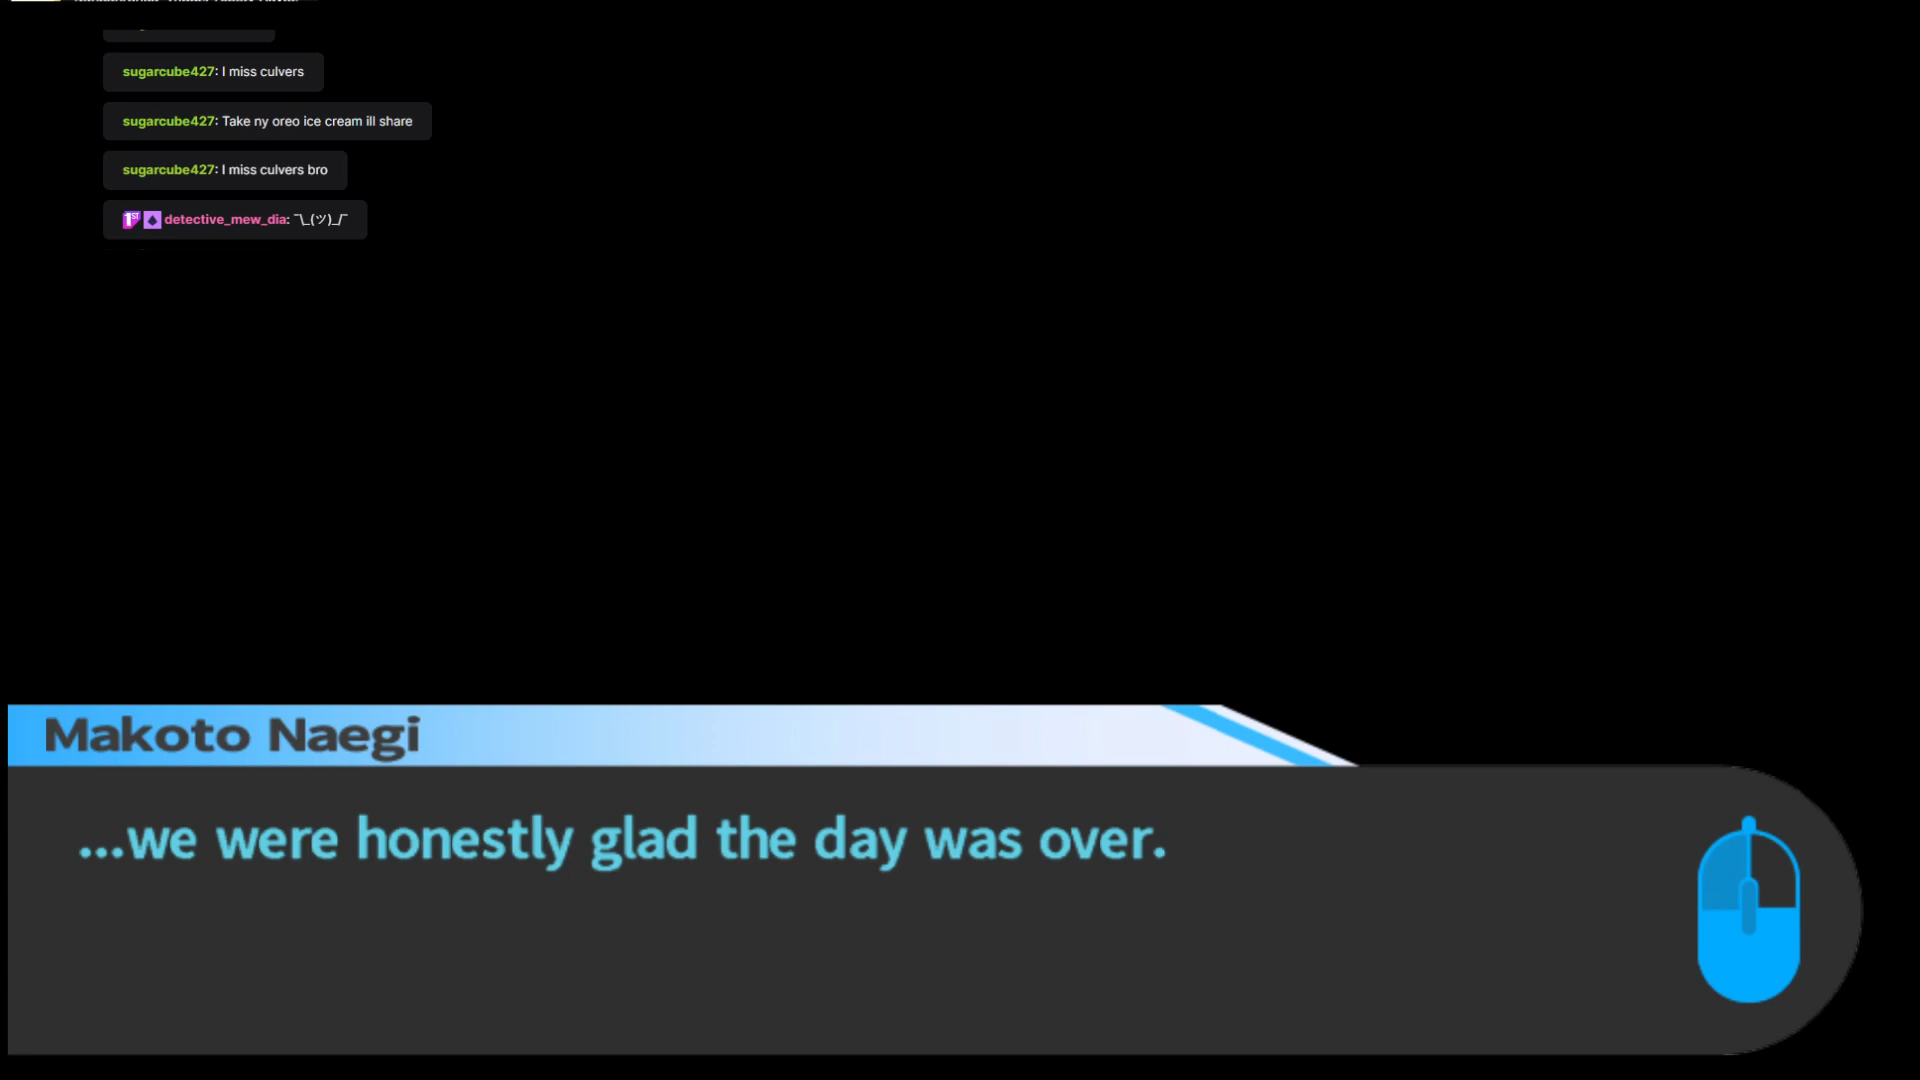 sugarcube427: I miss culvers
sugarcube427: Take ny oreo ice cream ill share
sugarcube427: I miss culvers bro
1ST detective_mew_dia: ¯\_(ツ)_/¯
Makoto Naegi
...we were honestly glad the day was over.